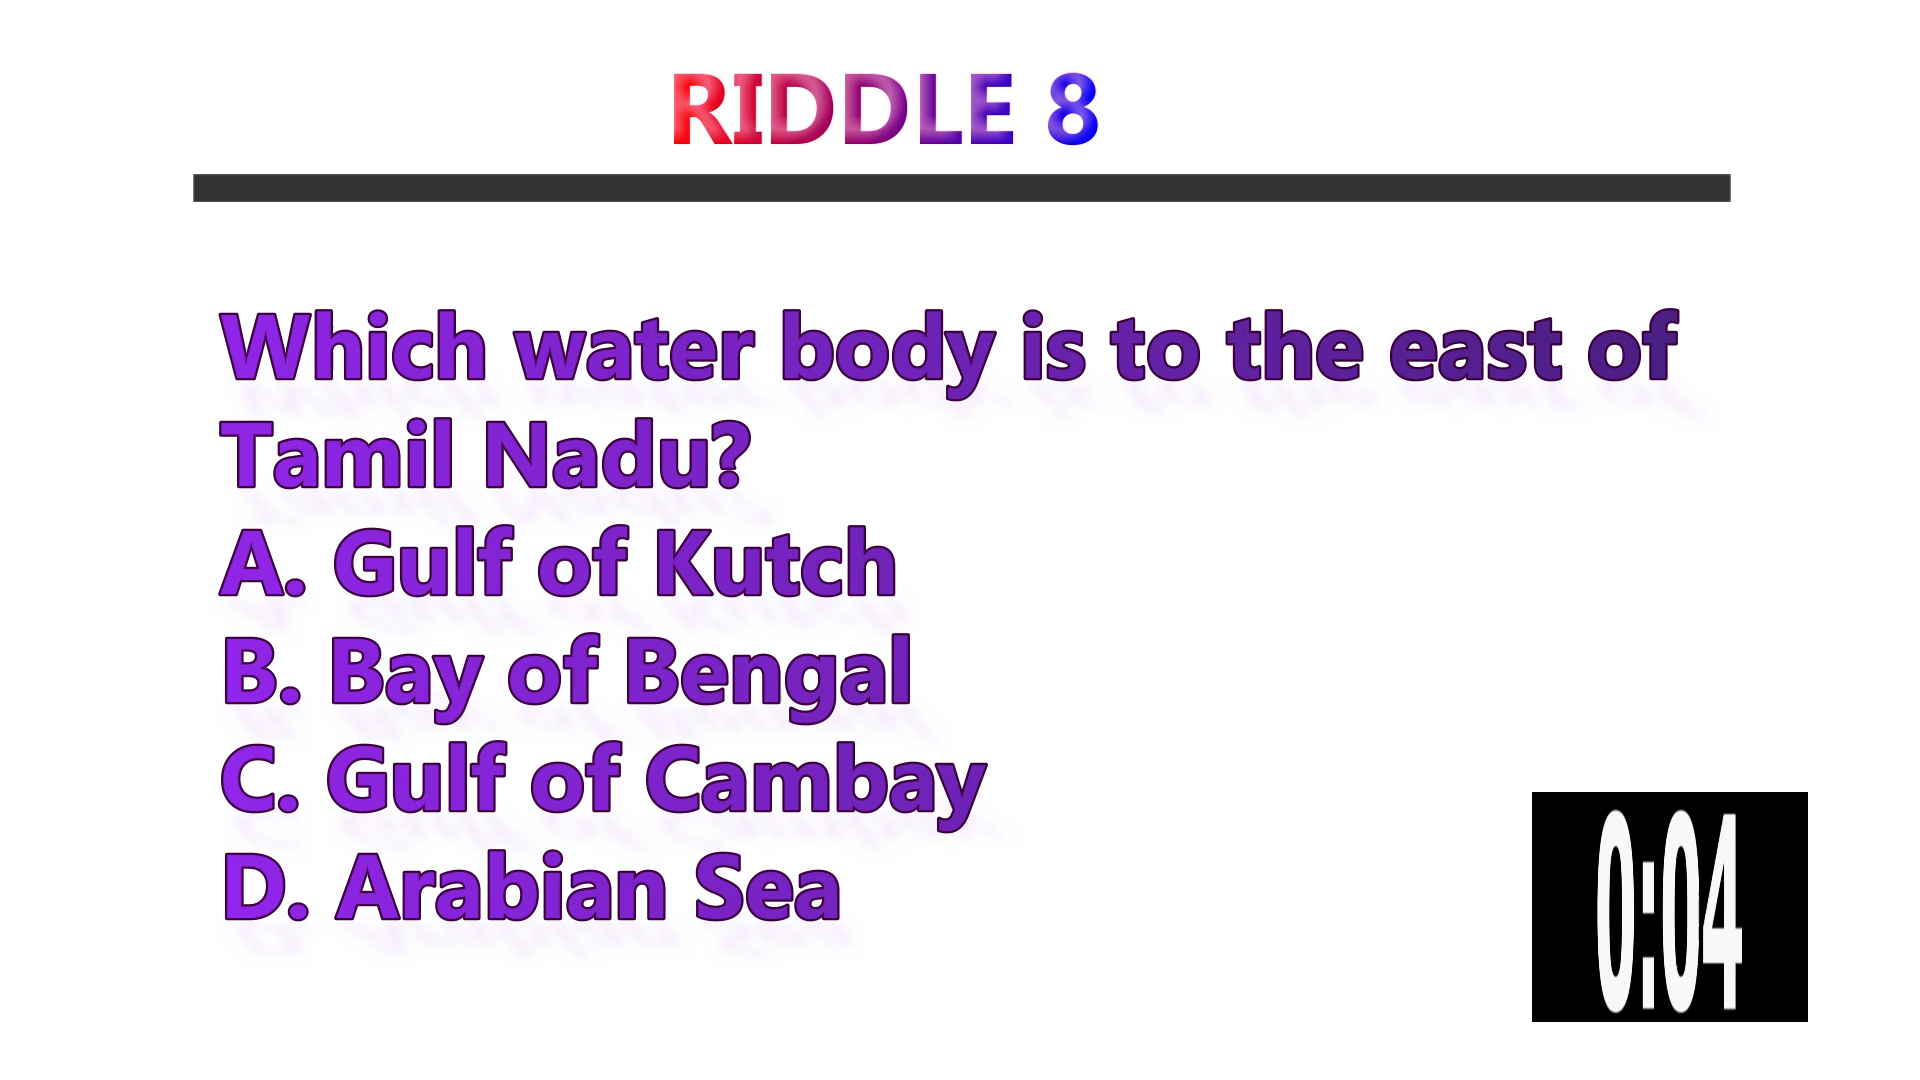 RIDDLE 8
Which water body is to the east of
Tamil Nadu?
A. Gulf of Kutch
B. Bay of Bengal
C. Gulf of Cambay
D. Arabian Sea
0:04